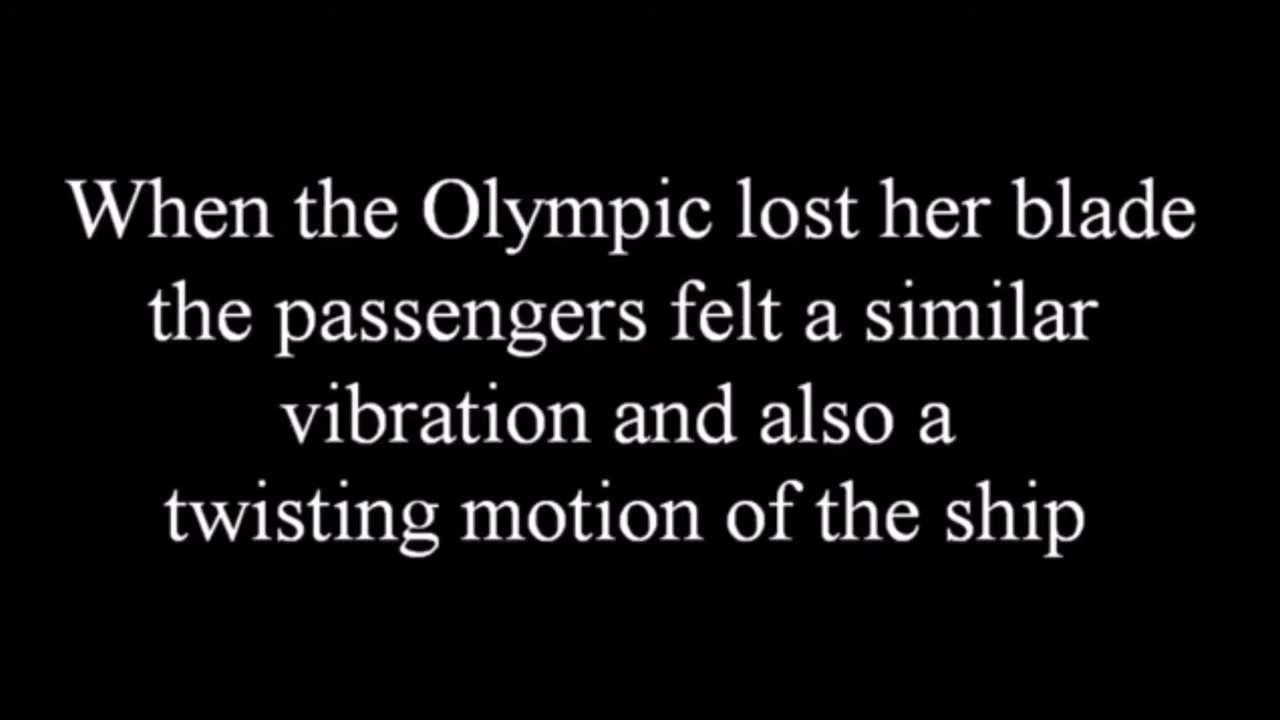 When the Olympic lost her blade
the passengers felt a similar
vibration and also a
twisting motion of the ship